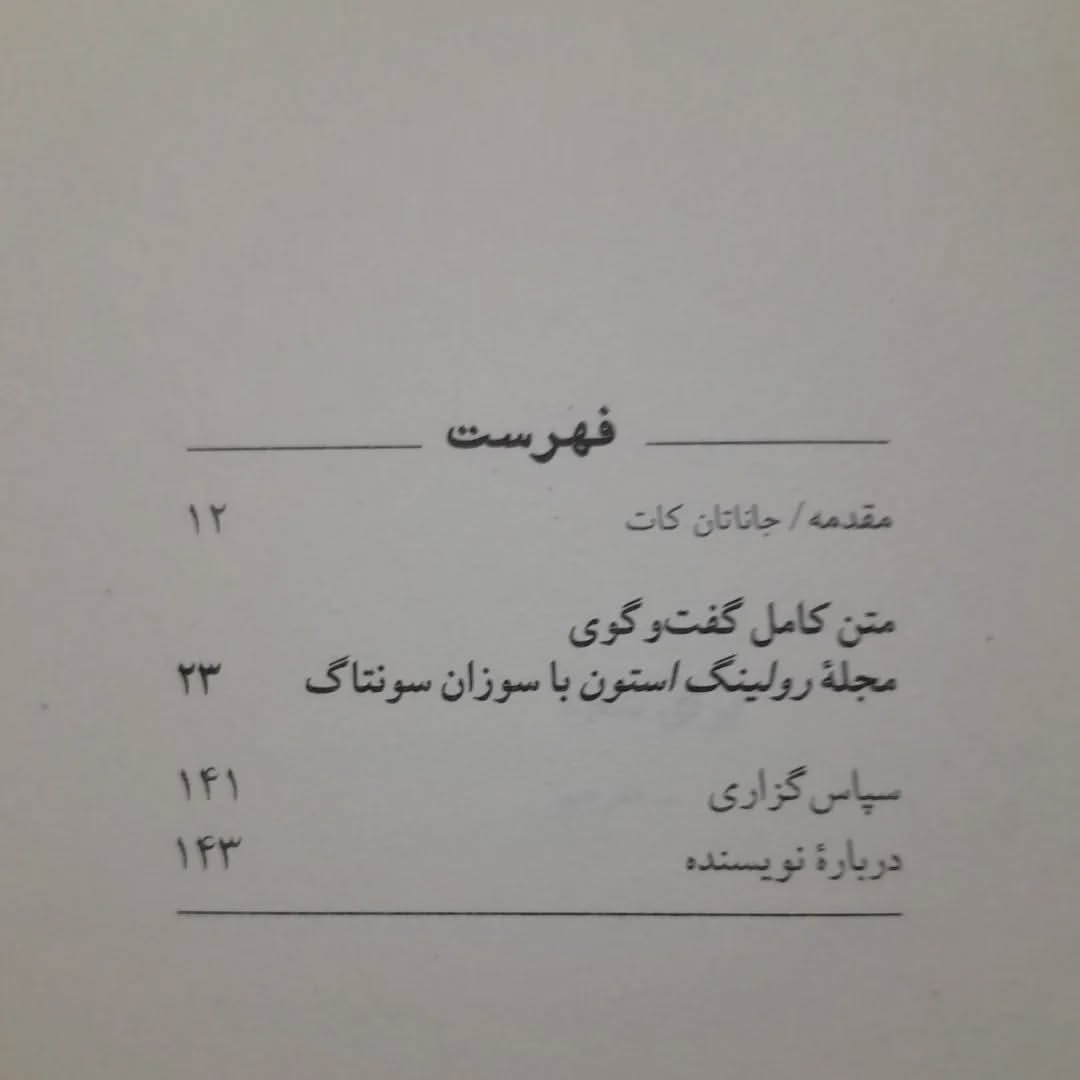 فهرست
مقدمه / جاناتان کات ۱۲
متن کامل گفت‌وگوی
مجلهٔ رولینگ استون با سوزان سونتاگ ۲۳
سپاس‌گزاری ۱۴۱
دربارهٔ نویسنده ۱۴۳